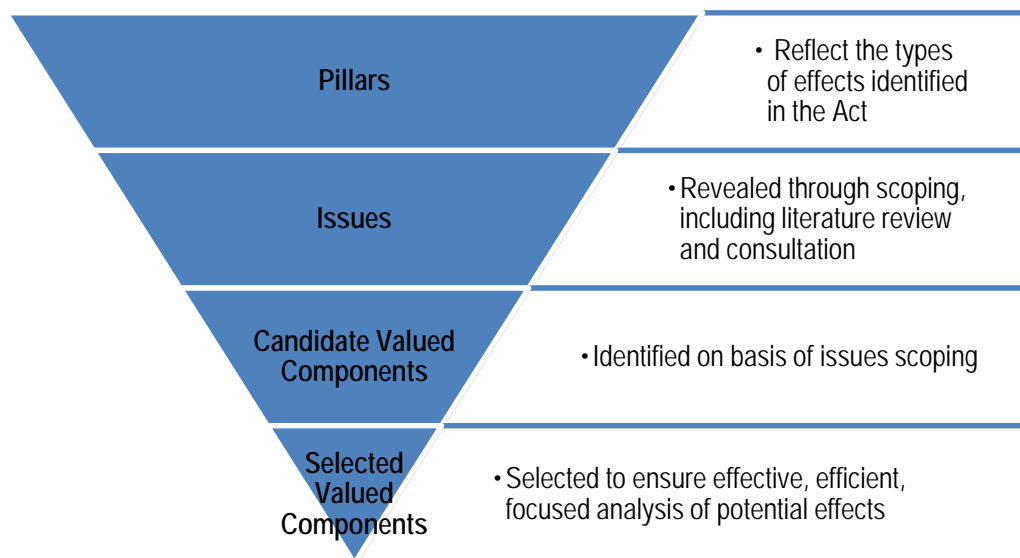 Pillars
• Reflect the types
of effects identified
in the Act
Issues
• Revealed through scoping,
including literature review
and consultation
Candidate Valued
Components
• Identified on basis of issues scoping
Selected
Valued
Components
• Selected to ensure effective, efficient,
focused analysis of potential effects